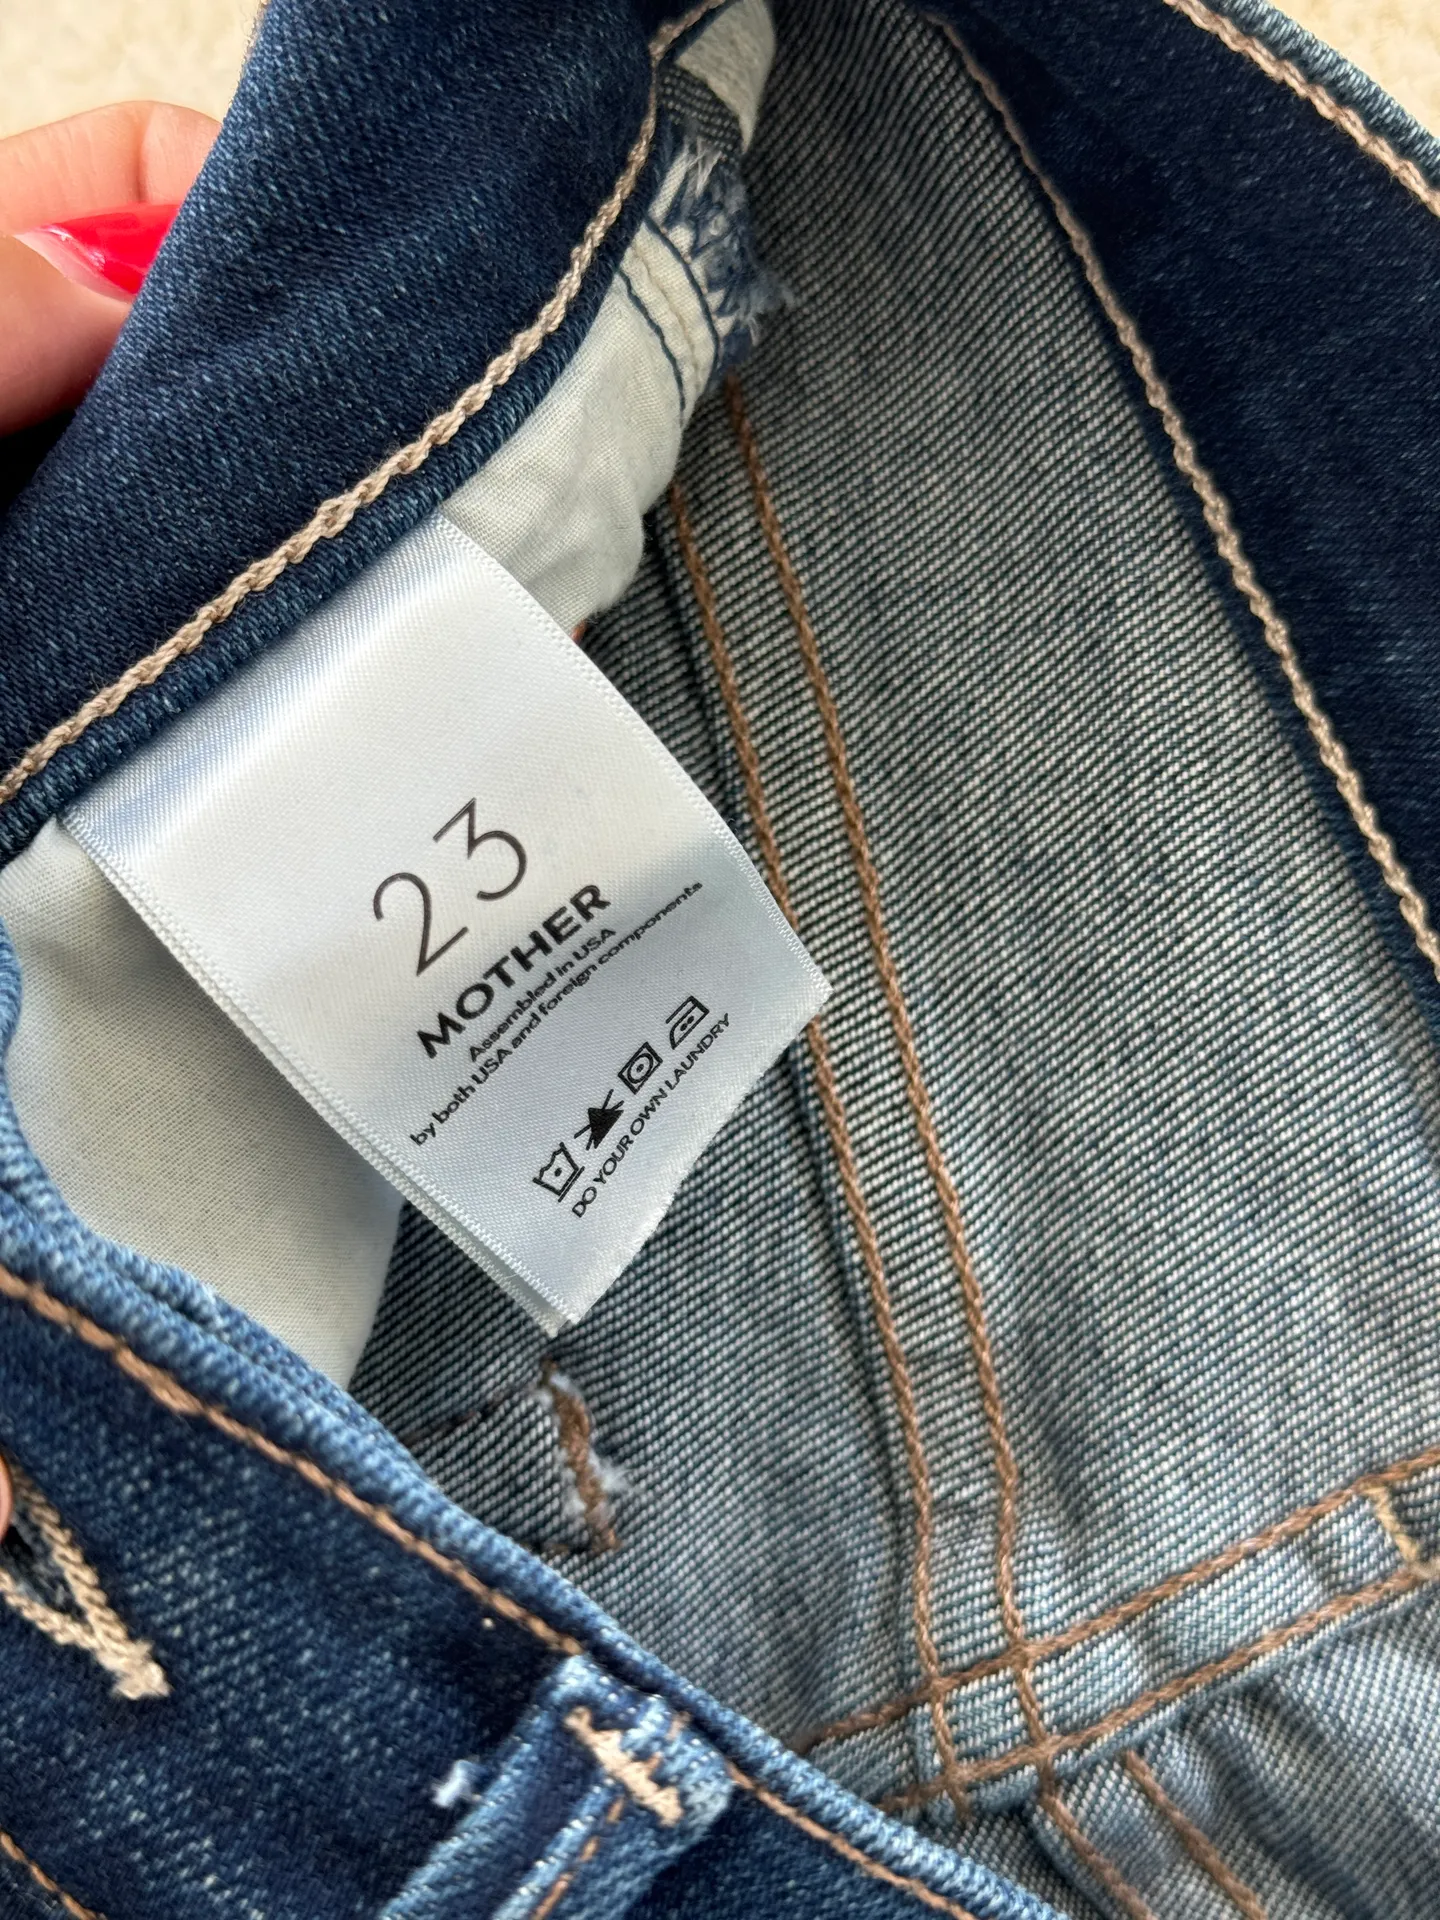 23
MOTHER
Assembled in USA
by both USA and foreign components
DO YOUR OWN LAUNDRY